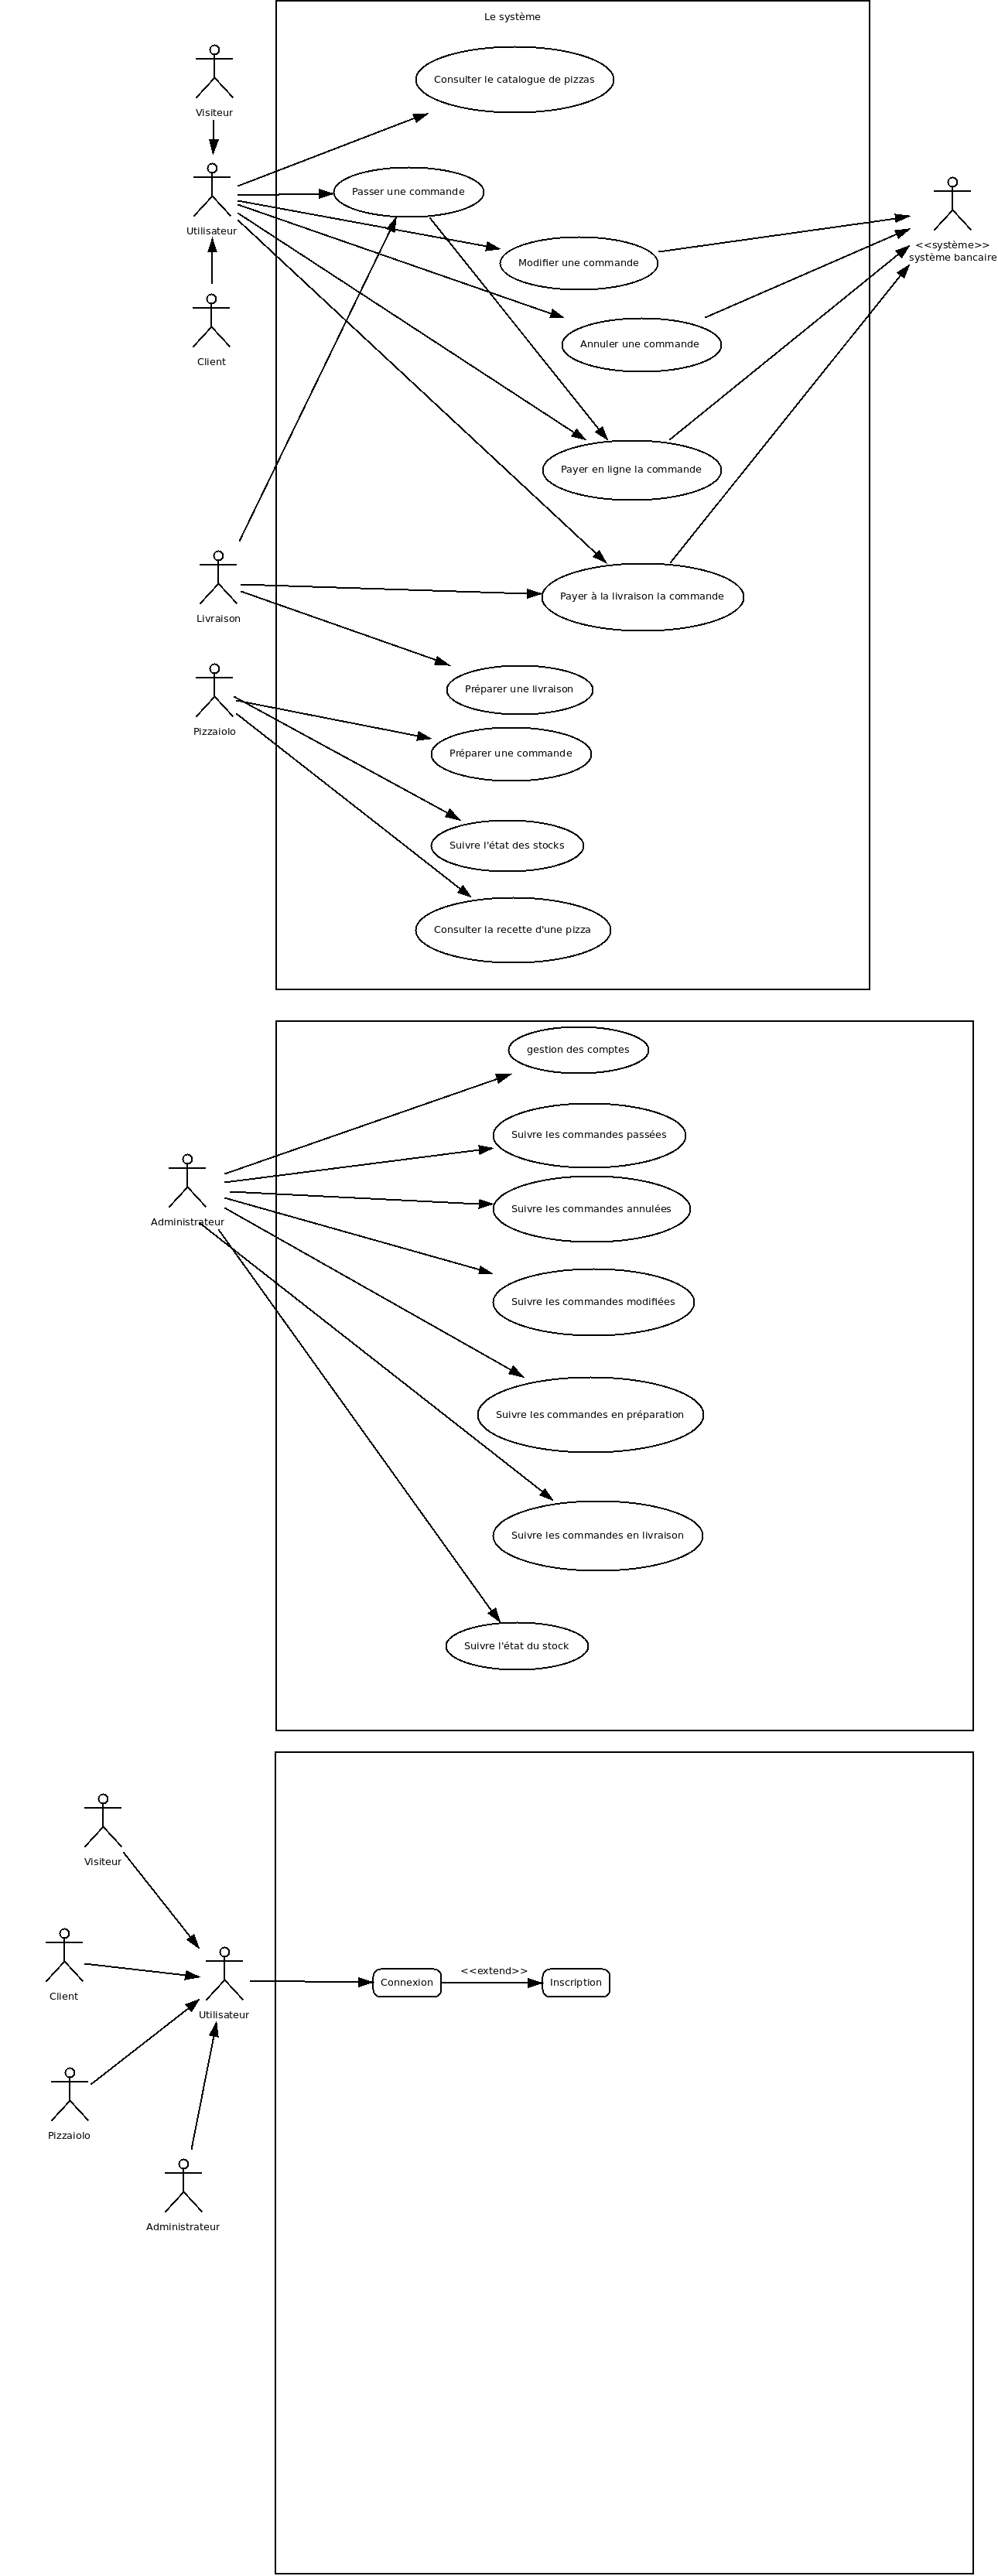 Le système
Visiteur
Consulter le catalogue de pizzas
Utilisateur
Passer une commande
Modifier une commande
<<système>>
système bancaire
Client
Annuler une commande
Payer en ligne la commande
Livraison
Payer à la livraison la commande
Préparer une livraison
Pizzaiolo
Préparer une commande
Suivre l'état des stocks
Consulter la recette d'une pizza
gestion des comptes
Suivre les commandes passées
Administrateur
Suivre les commandes annulées
Suivre les commandes modifiées
Suivre les commandes en préparation
Suivre les commandes en livraison
Suivre l'état du stock
Visiteur
Client
Utilisateur
Connexion
<<extend>>
Inscription
Pizzaiolo
Administrateur